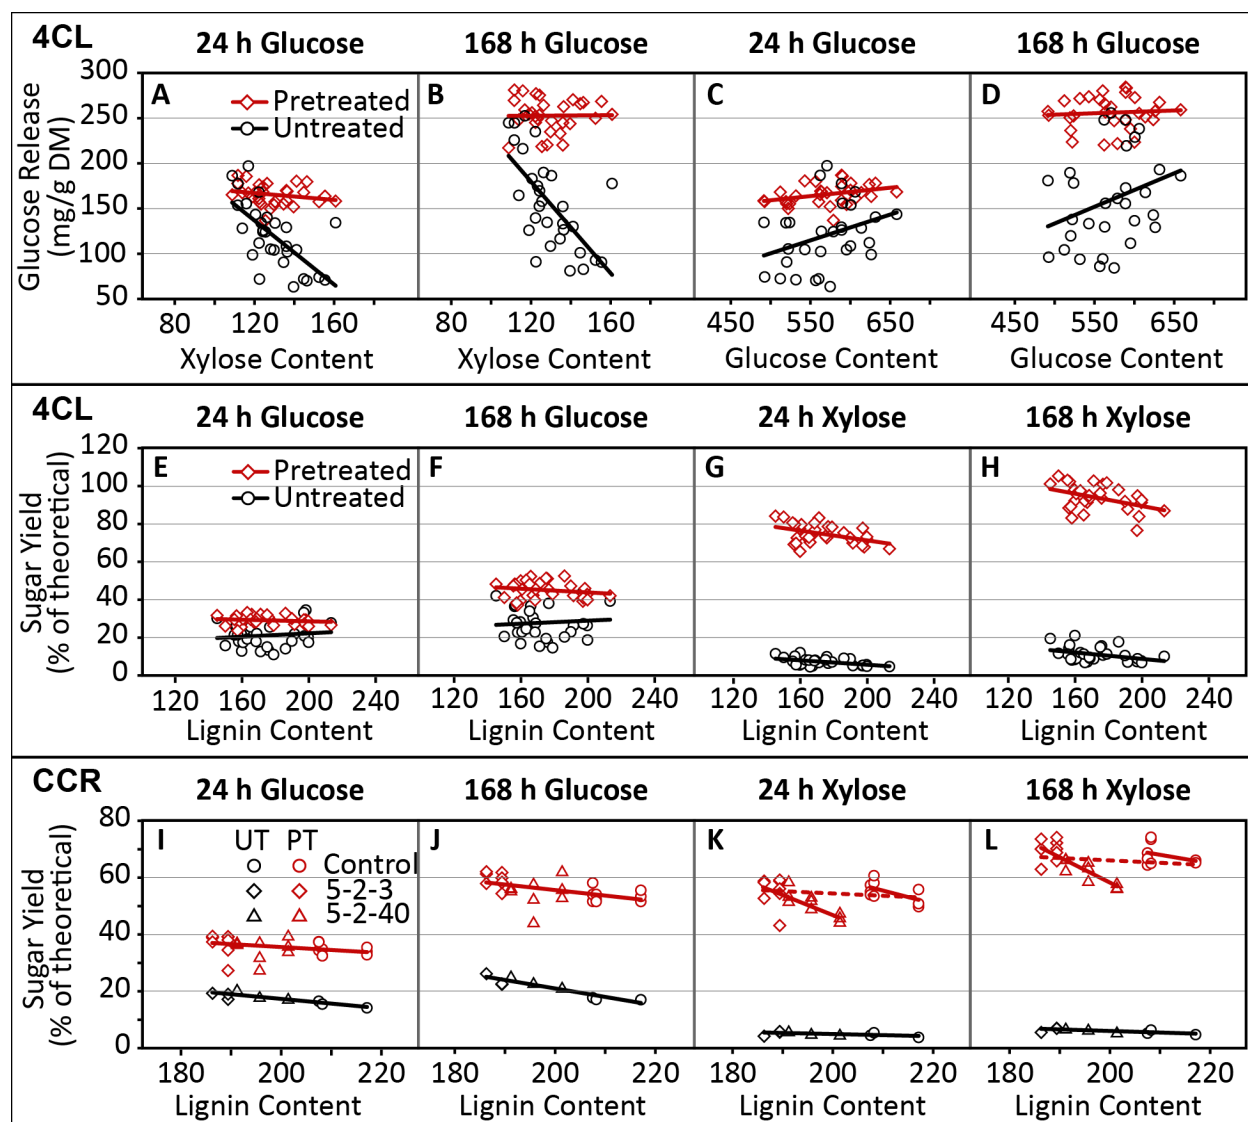 4CL
24 h Glucose 168 h Glucose 24 h Glucose 168 h Glucose
Glucose Release
(mg/g DM)
300
250
200
150
100
50
A B C D
Pretreated
Untreated
80 120 160 80 120 160 450 550 650 450 550 650
Xylose Content Xylose Content Glucose Content Glucose Content
4CL
24 h Glucose 168 h Glucose 24 h Xylose 168 h Xylose
Sugar Yield
(% of theoretical)
120
100
80
60
40
20
0
E F G H
Pretreated
Untreated
120 160 200 240 120 160 200 240 120 160 200 240 120 160 200 240
Lignin Content Lignin Content Lignin Content Lignin Content
CCR
24 h Glucose 168 h Glucose 24 h Xylose 168 h Xylose
Sugar Yield
(% of theoretical)
80
60
40
20
0
I J K L
UT PT
Control
5-2-3
5-2-40
180 200 220 180 200 220 180 200 220 180 200 220
Lignin Content Lignin Content Lignin Content Lignin Content